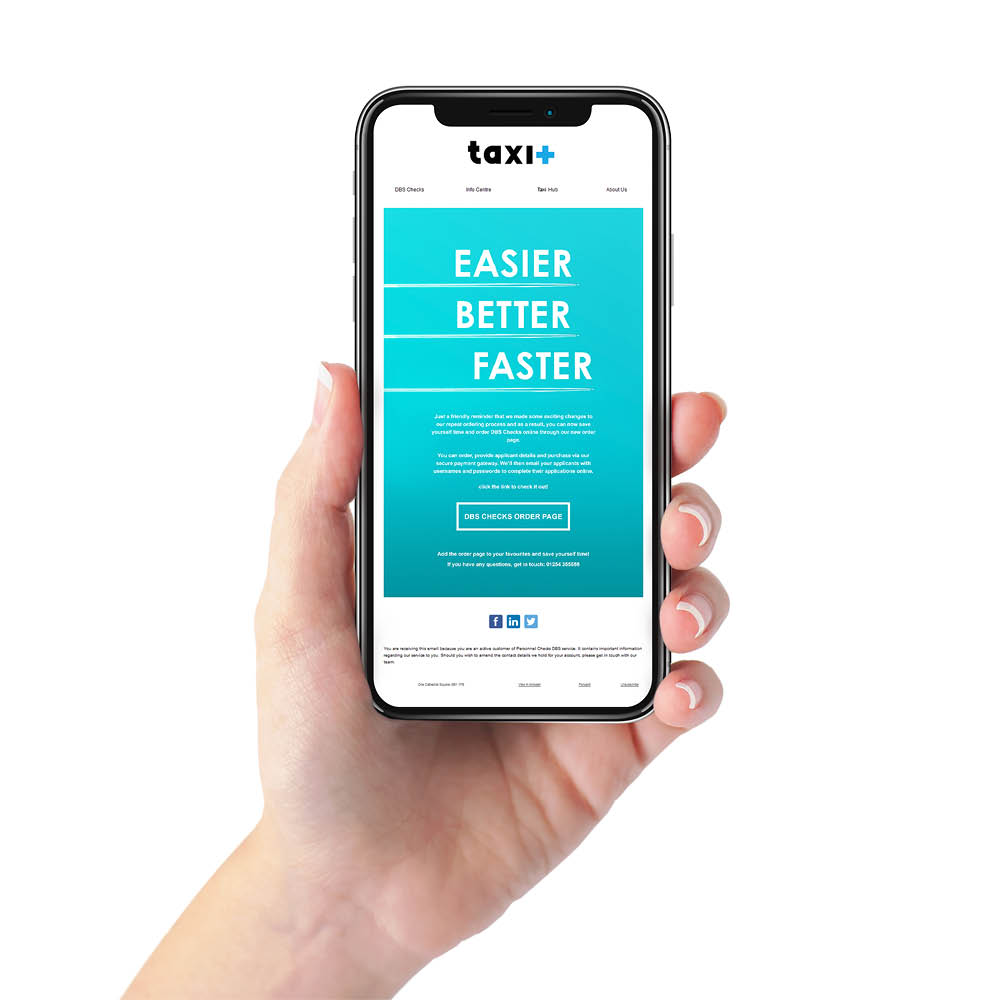 taxi+
DBS Checks Info Centre Taxi Hub About Us
EASIER
BETTER
FASTER
Just a friendly reminder that we made some exciting changes to
our repeat ordering process and as a result, you can now save
yourself time and order DBS Checks online through our new order
page.
You can order, provide applicant details and purchase via our
secure payment gateway. We'll then email your applicants with
usernames and passwords to complete their applications online.
click the link to check it out!
DBS CHECKS ORDER PAGE
Add the order page to your favourites and save yourself time!
If you have any questions, get in touch: 01254 355688
f in
You are receiving this email because you are an active customer of Personnel Checks DBS service. It contains important information
regarding our service to you. Should you wish to amend the contact details we hold for your account, please get in touch with our
team.
One Cathedral Square, BB1 1FB View in browser Forward Unsubscribe